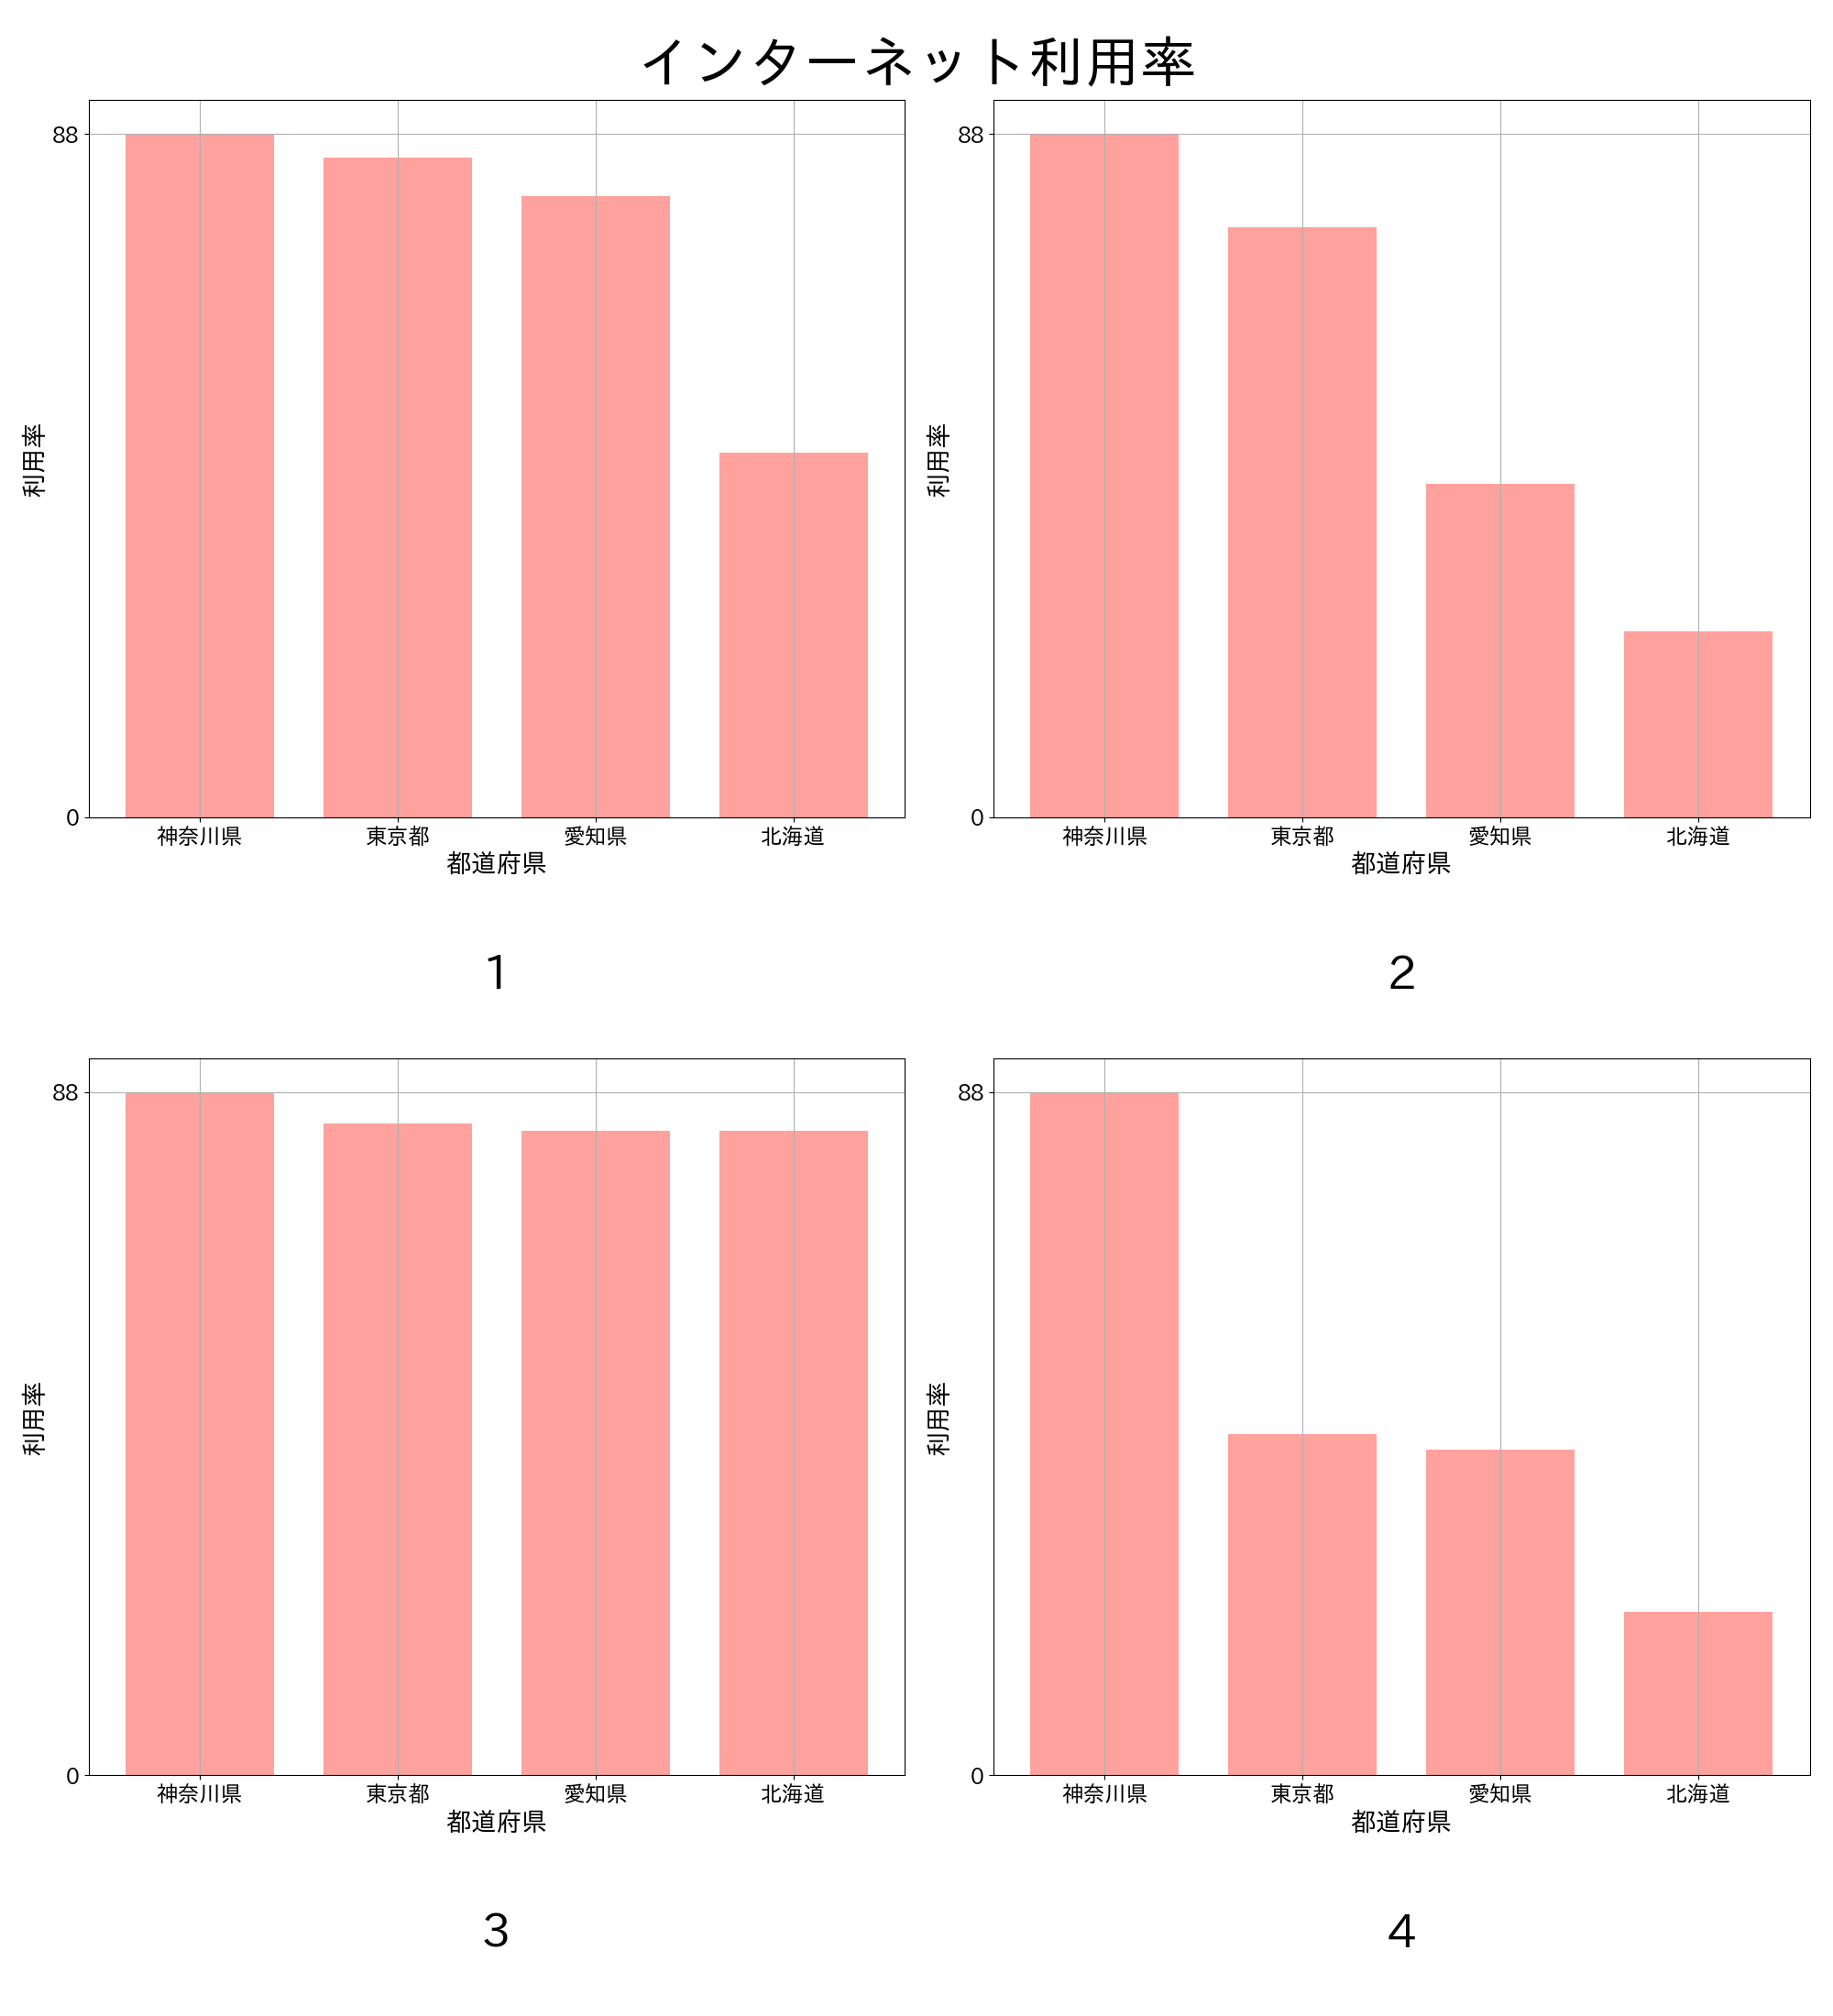 インターネット利用率
88
0
利用率
神奈川県 東京都 愛知県 北海道
都道府県
1
88
0
利用率
神奈川県 東京都 愛知県 北海道
都道府県
2
88
0
利用率
神奈川県 東京都 愛知県 北海道
都道府県
3
88
0
利用率
神奈川県 東京都 愛知県 北海道
都道府県
4